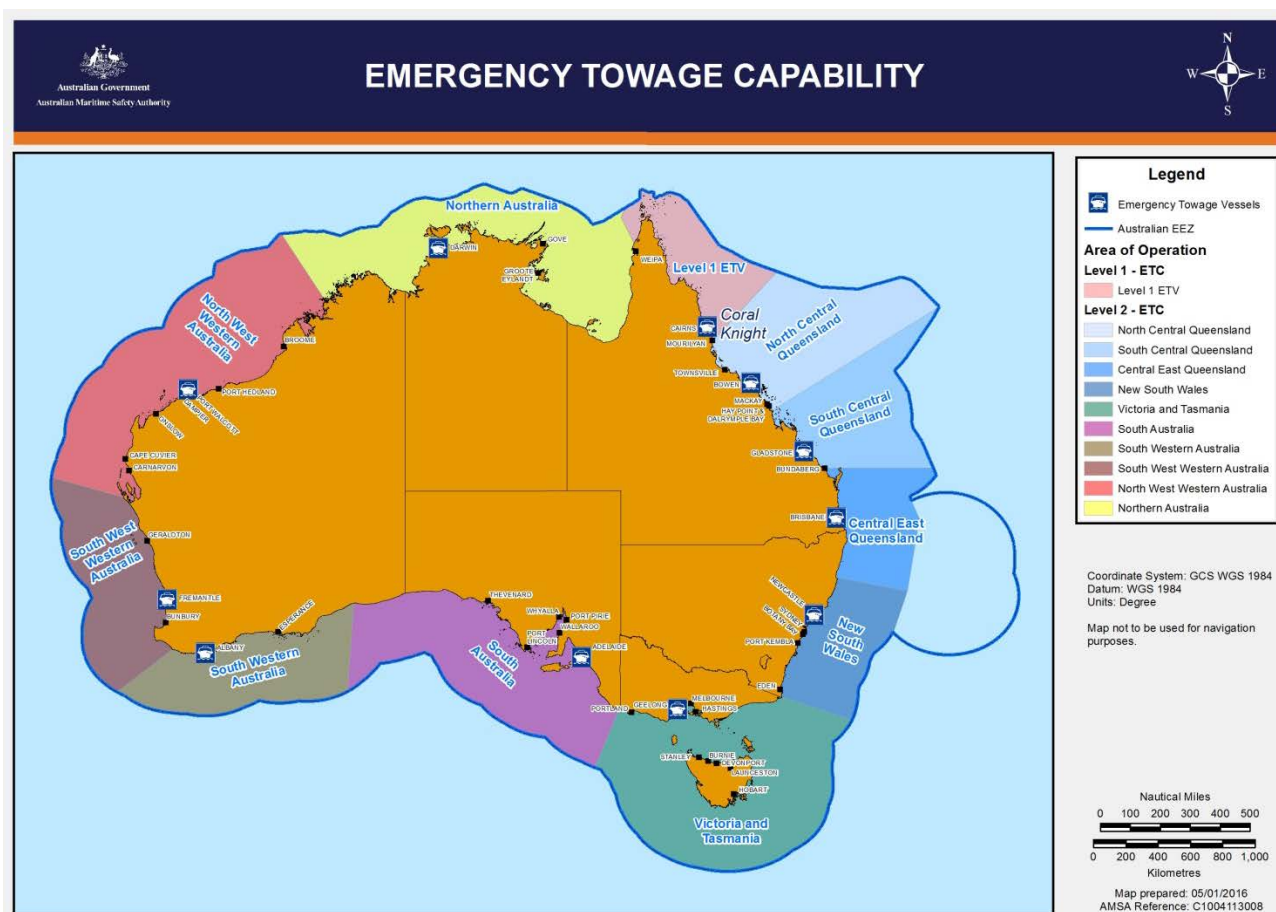 Australian Government
Australian Maritime Safety Authority
EMERGENCY TOWAGE CAPABILITY
N
W
E
S
Northern Australia
DARWIN
GOVE
GROOTE
EYLANDT
WEIPA
Level 1 ETV
Coral
Knight
CAIRNS
MOURILYAN
North Central
Queensland
TOWNSVILLE
BOWEN
MACKAY
HAY POINT &
DALRYMPLE BAY
South Central
Queensland
GLADSTONE
BUNDABERG
BRISBANE
Central East
Queensland
North West
Western
Australia
BROOME
PORT HEDLAND
PORT WALCOTT
DAMPIER
ONSLOW
CAPE CUVIER
CARNARVON
South West
Western
Australia
GERALDTON
FREMANTLE
BUNBURY
ALBANY
ESPERANCE
South Western
Australia
THEVENARD
WHYALLA
PORT PIRIE
WALLAROO
PORT
LINCOLN
ADELAIDE
South
Australia
NEWCASTLE
SYDNEY
BOTANY BAY
PORT KEMBLA
New
South
Wales
EDEN
MELBOURNE
GEELONG
HASTINGS
PORTLAND
STANLEY
BURNIE
DEVONPORT
LAUNCESTON
HOBART
Victoria and
Tasmania
Legend
Emergency Towage Vessels
Australian EEZ
Area of Operation
Level 1 - ETC
Level 1 ETV
Level 2 - ETC
North Central Queensland
South Central Queensland
Central East Queensland
New South Wales
Victoria and Tasmania
South Australia
South Western Australia
South West Western Australia
North West Western Australia
Northern Australia
Coordinate System: GCS WGS 1984
Datum: WGS 1984
Units: Degree
Map not to be used for navigation
purposes.
Nautical Miles
0 100 200 300 400 500
0 200 400 600 800 1,000
Kilometres
Map prepared: 05/01/2016
AMSA Reference: C1004113008